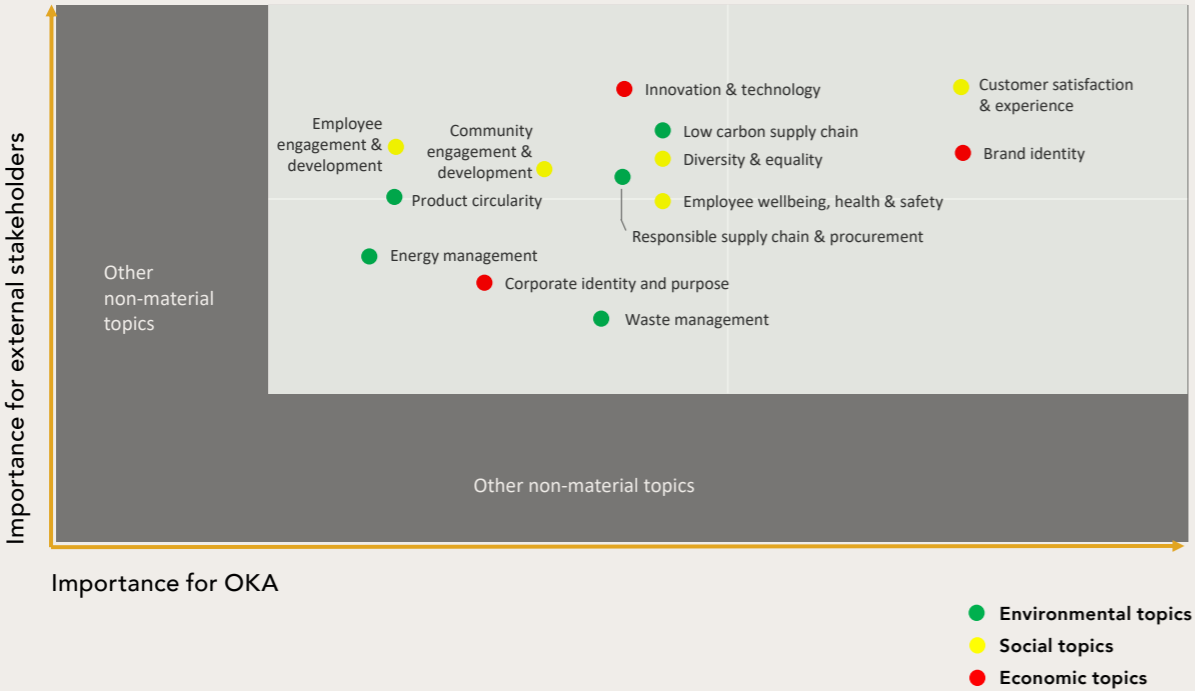 Importance for external stakeholders
Innovation & technology
Customer satisfaction
& experience
Employee
engagement &
development
Community
engagement &
development
Low carbon supply chain
Diversity & equality
Brand identity
Product circularity
Employee wellbeing, health & safety
Responsible supply chain & procurement
Energy management
Corporate identity and purpose
Waste management
Other
non-material
topics
Other non-material topics
Importance for OKA
Environmental topics
Social topics
Economic topics